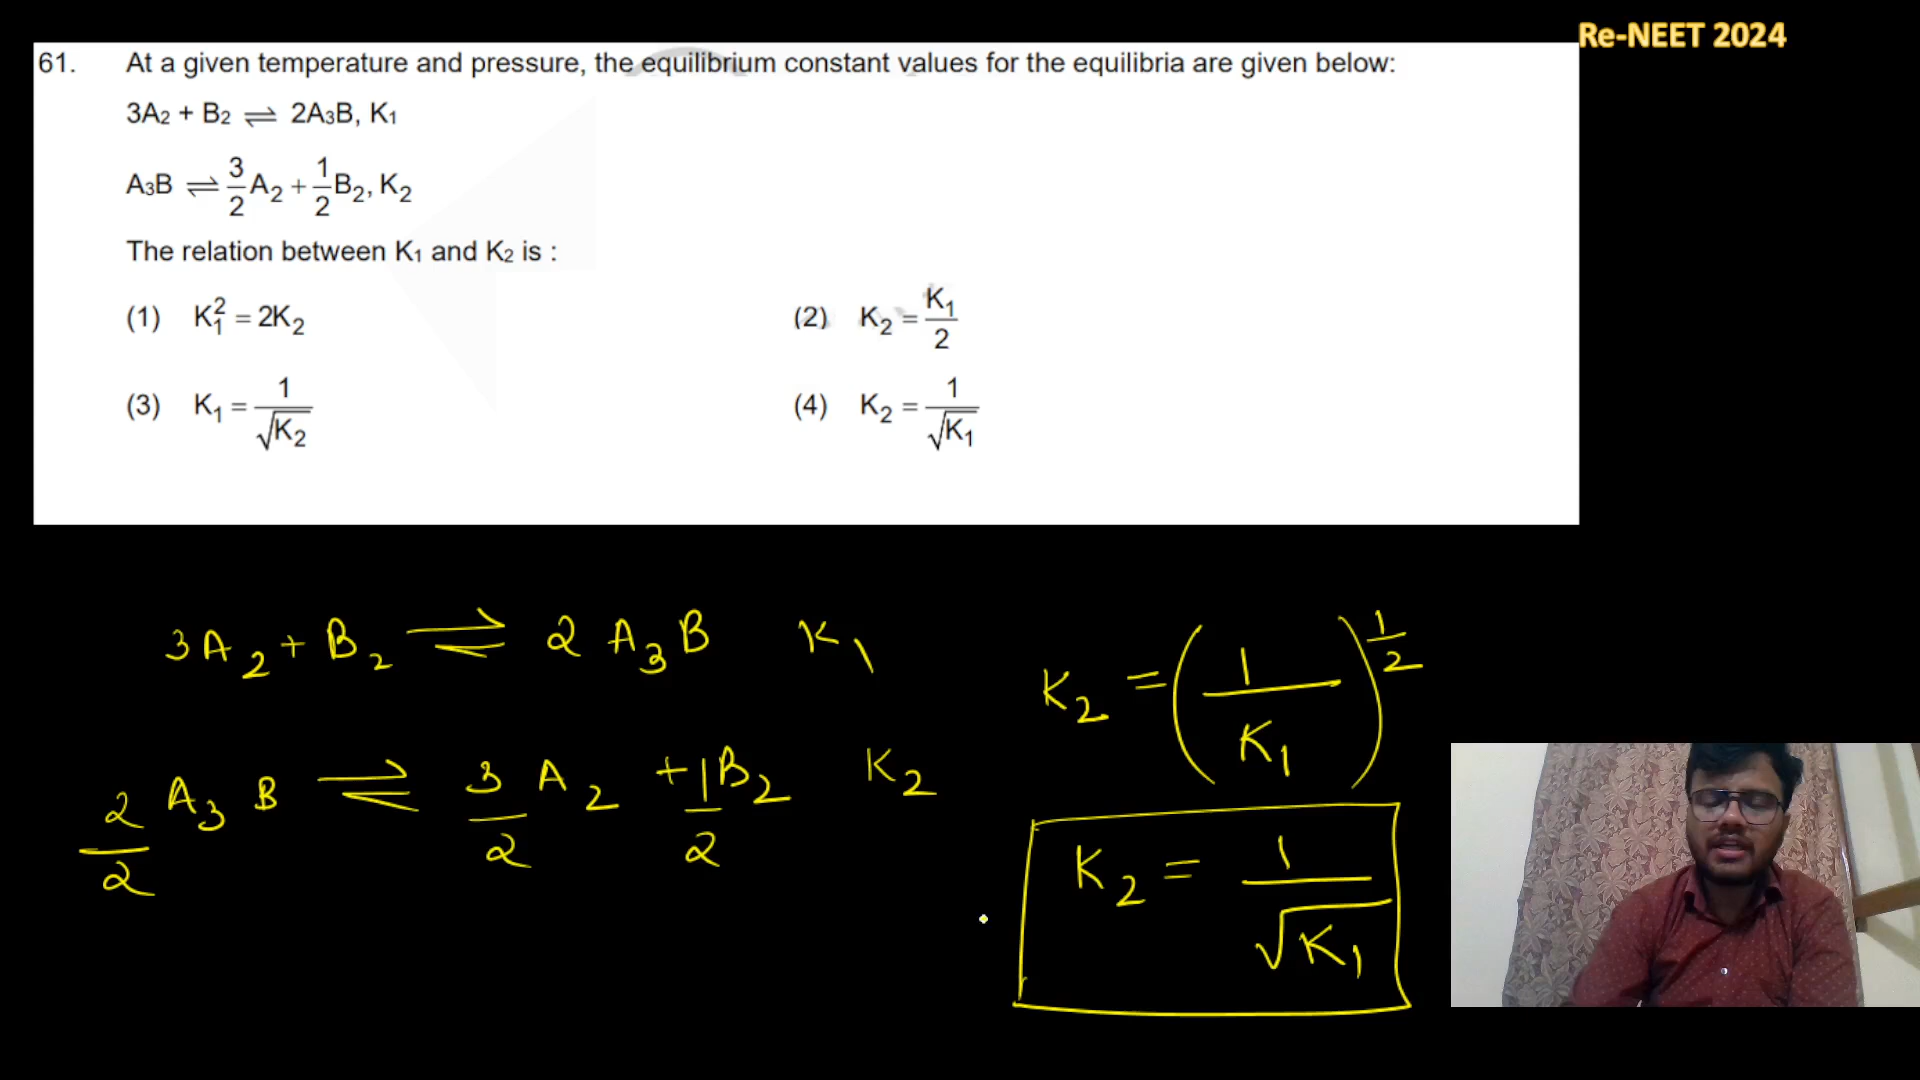 Re-NEET 2024
61. At a given temperature and pressure, the equilibrium constant values for the equilibria are given below:
3A₂ + B₂ ⇌ 2A₃B, K₁
A₃B ⇌ 3/2 A₂ + 1/2 B₂, K₂
The relation between K₁ and K₂ is :
(1) K₁² = 2K₂ (2) K₂ = K₁/2
(3) K₁ = 1/√K₂ (4) K₂ = 1/√K₁
3A₂ + B₂ ⇌ 2 A₃B K₁
2/2 A₃B ⇌ 3/2 A₂ + 1/2 B₂ K₂
K₂ = (1/K₁)^1/2
K₂ = 1/√K₁